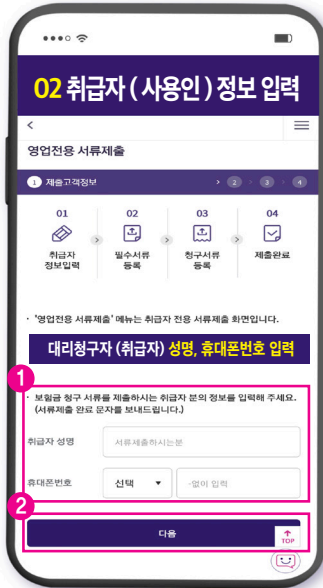 02 취급자 ( 사용인 ) 정보 입력
영업전용 서류제출
1 제출고객정보 2 3 4
01 02 03 04
취급자 필수서류 청구서류 제출완료
정보입력 등록 등록
· '영업전용 서류제출' 메뉴는 취급자 전용 서류제출 화면입니다.
대리청구자 (취급자) 성명, 휴대폰번호 입력
1
· 보험금 청구 서류를 제출하시는 취급자 분의 정보를 입력해 주세요.
(서류제출 완료 문자를 보내드립니다.)
취급자 성명 서류제출하시는분
휴대폰번호 선택 -없이 입력
2
다음
TOP